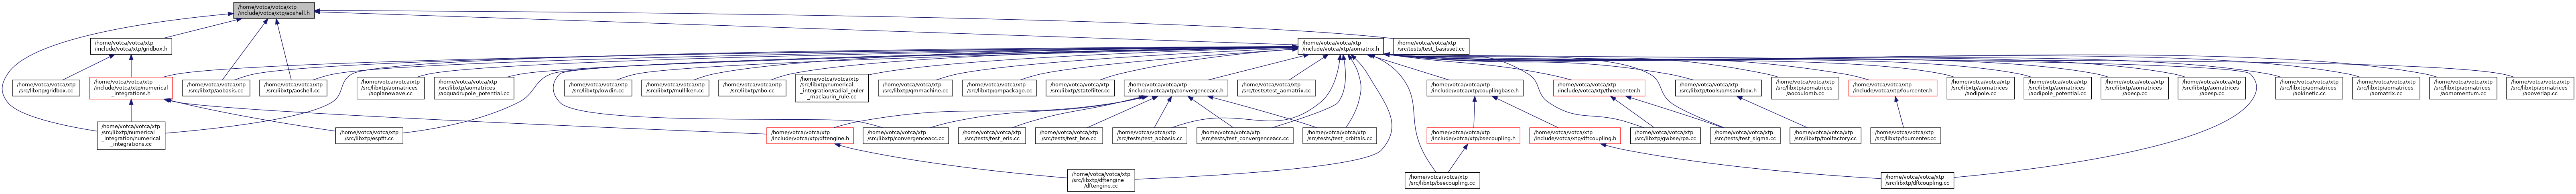 /home/votca/votca/xtp
/include/votca/xtp/aoshell.h
/home/votca/votca/xtp
/include/votca/xtp/gridbox.h
/home/votca/votca/xtp
/include/votca/xtp/aomatrix.h
/home/votca/votca/xtp
/src/tests/test_basisset.cc
/home/votca/votca/xtp
/src/libxtp/gridbox.cc
/home/votca/votca/xtp
/include/votca/xtp/numerical
_integrations.h
/home/votca/votca/xtp
/src/libxtp/aobasis.cc
/home/votca/votca/xtp
/src/libxtp/aoshell.cc
/home/votca/votca/xtp
/src/libxtp/aomatrices
/aoplanewave.cc
/home/votca/votca/xtp
/src/libxtp/aomatrices
/aoquadrupole_potential.cc
/home/votca/votca/xtp
/src/libxtp/lowdin.cc
/home/votca/votca/xtp
/src/libxtp/mulliken.cc
/home/votca/votca/xtp
/src/libxtp/nbo.cc
/home/votca/votca/xtp
/src/libxtp/numerical
_integration/radial_euler
_maclaurin_rule.cc
/home/votca/votca/xtp
/src/libxtp/qmmachine.cc
/home/votca/votca/xtp
/src/libxtp/qmpackage.cc
/home/votca/votca/xtp
/src/libxtp/statefilter.cc
/home/votca/votca/xtp
/include/votca/xtp/convergenceacc.h
/home/votca/votca/xtp
/src/tests/test_aomatrix.cc
/home/votca/votca/xtp
/include/votca/xtp/couplingbase.h
/home/votca/votca/xtp
/include/votca/xtp/threecenter.h
/home/votca/votca/xtp
/src/libxtp/tools/qmsandbox.h
/home/votca/votca/xtp
/src/libxtp/aomatrices
/aocoulomb.cc
/home/votca/votca/xtp
/include/votca/xtp/fourcenter.h
/home/votca/votca/xtp
/src/libxtp/aomatrices
/aodipole.cc
/home/votca/votca/xtp
/src/libxtp/aomatrices
/aodipole_potential.cc
/home/votca/votca/xtp
/src/libxtp/aomatrices
/aoecp.cc
/home/votca/votca/xtp
/src/libxtp/aomatrices
/aoesp.cc
/home/votca/votca/xtp
/src/libxtp/aomatrices
/aokinetic.cc
/home/votca/votca/xtp
/src/libxtp/aomatrices
/aomatrix.cc
/home/votca/votca/xtp
/src/libxtp/aomatrices
/aomomentum.cc
/home/votca/votca/xtp
/src/libxtp/aomatrices
/aooverlap.cc
/home/votca/votca/xtp
/src/libxtp/numerical
_integration/numerical
_integrations.cc
/home/votca/votca/xtp
/src/libxtp/espfit.cc
/home/votca/votca/xtp
/include/votca/xtp/dftengine.h
/home/votca/votca/xtp
/src/libxtp/convergenceacc.cc
/home/votca/votca/xtp
/src/tests/test_eris.cc
/home/votca/votca/xtp
/src/tests/test_bse.cc
/home/votca/votca/xtp
/src/tests/test_aobasis.cc
/home/votca/votca/xtp
/src/tests/test_convergenceacc.cc
/home/votca/votca/xtp
/src/tests/test_orbitals.cc
/home/votca/votca/xtp
/include/votca/xtp/bsecoupling.h
/home/votca/votca/xtp
/include/votca/xtp/dftcoupling.h
/home/votca/votca/xtp
/src/libxtp/gwbse/rpa.cc
/home/votca/votca/xtp
/src/tests/test_sigma.cc
/home/votca/votca/xtp
/src/libxtp/toolfactory.cc
/home/votca/votca/xtp
/src/libxtp/fourcenter.cc
/home/votca/votca/xtp
/src/libxtp/dftengine
/dftengine.cc
/home/votca/votca/xtp
/src/libxtp/bsecoupling.cc
/home/votca/votca/xtp
/src/libxtp/dftcoupling.cc